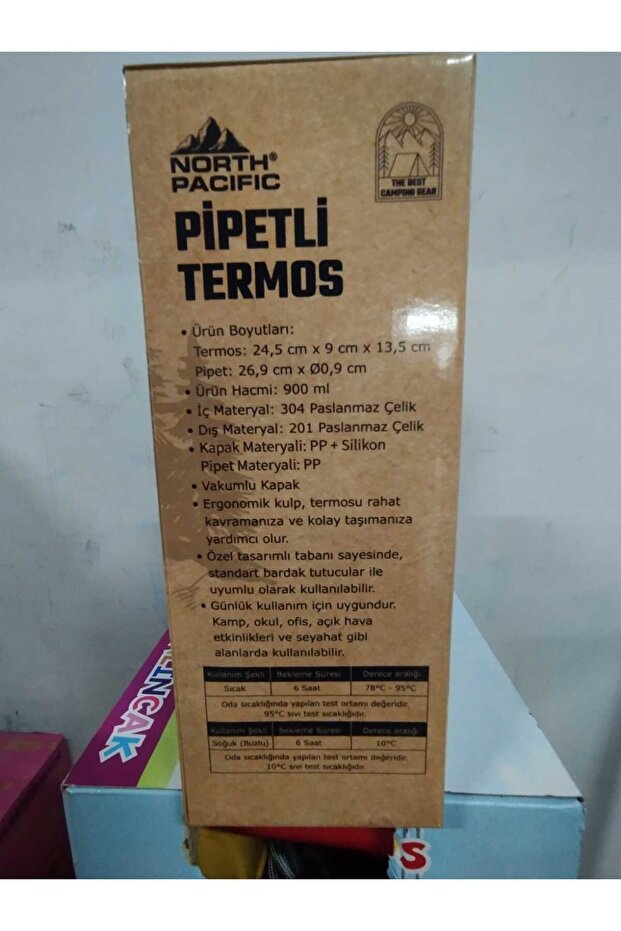 NORTH®
PACIFIC
THE BEST
CAMPING GEAR
PİPETLİ
TERMOS
• Ürün Boyutları:
Termos: 24,5 cm x 9 cm x 13,5 cm
Pipet: 26,9 cm x Ø0,9 cm
• Ürün Hacmi: 900 ml
• İç Materyal: 304 Paslanmaz Çelik
• Dış Materyal: 201 Paslanmaz Çelik
• Kapak Materyali: PP + Silikon
Pipet Materyali: PP
• Vakumlu Kapak
• Ergonomik kulp, termosu rahat
kavramanıza ve kolay taşımanıza
yardımcı olur.
• Özel tasarımlı tabanı sayesinde,
standart bardak tutucular ile
uyumlu olarak kullanılabilir.
• Günlük kullanım için uygundur.
Kamp, okul, ofis, açık hava
etkinlikleri ve seyahat gibi
alanlarda kullanılabilir.
Kullanım Şekli Bekleme Süresi Derece aralığı
Sıcak 6 Saat 78°C - 95°C
Oda sıcaklığında yapılan test ortamı değeridir.
95°C sıvı test sıcaklığıdır.
Kullanım Şekli Bekleme Süresi Derece aralığı
Soğuk (Buzlu) 6 Saat 10°C
Oda sıcaklığında yapılan test ortamı değeridir.
10°C sıvı test sıcaklığıdır.
LINCAK
S